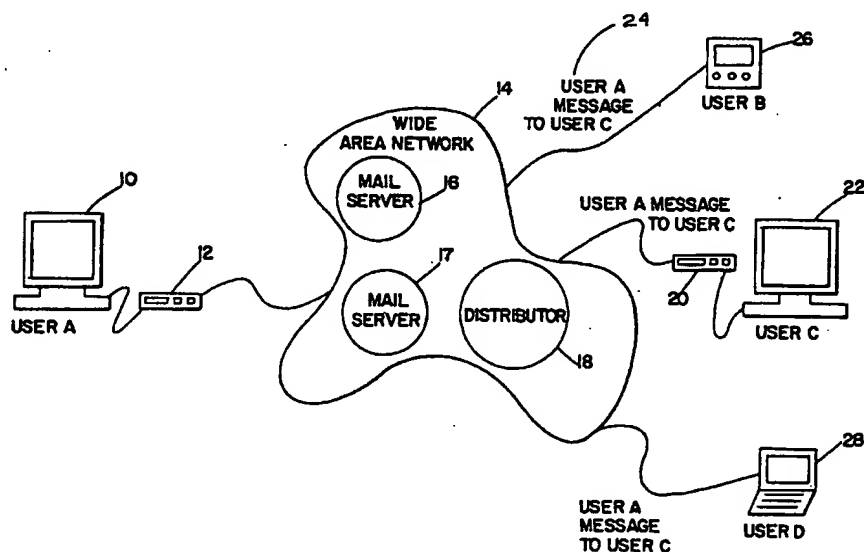 24
26
USER A
MESSAGE
TO USER C
USER B
14
WIDE
AREA NETWORK
10
MAIL
SERVER
16
USER A MESSAGE
TO USER C
22
12
17
MAIL
SERVER
DISTRIBUTOR
20
USER A
USER C
18
28
USER A
MESSAGE
TO USER C
USER D